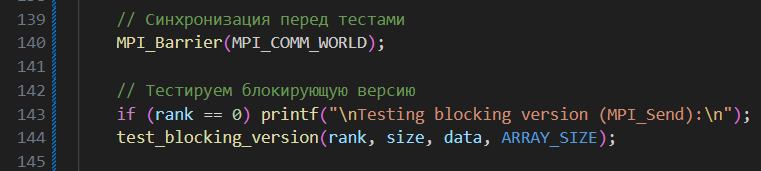 139 // Синхронизация перед тестами
140 MPI_Barrier(MPI_COMM_WORLD);
141
142 // Тестируем блокирующую версию
143 if (rank == 0) printf("\nTesting blocking version (MPI_Send):\n");
144 test_blocking_version(rank, size, data, ARRAY_SIZE);
145